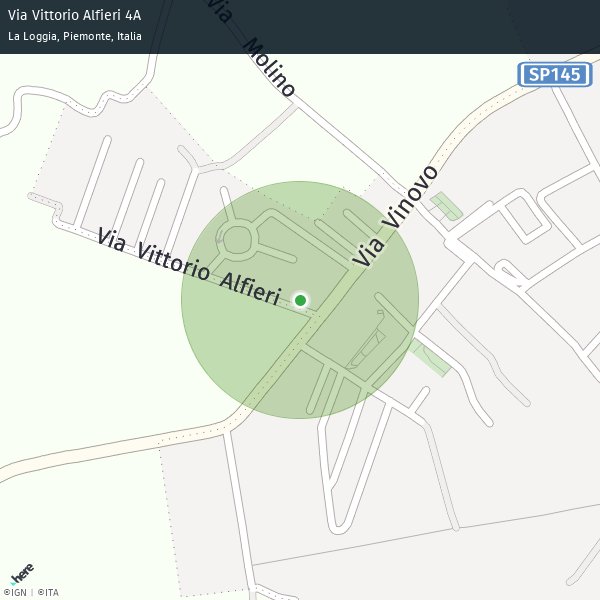 Via Vittorio Alfieri 4A
La Loggia, Piemonte, Italia
Via Molino
SP145
Via Vinovo
Via Vittorio Alfieri
here
©IGN | ©ITA